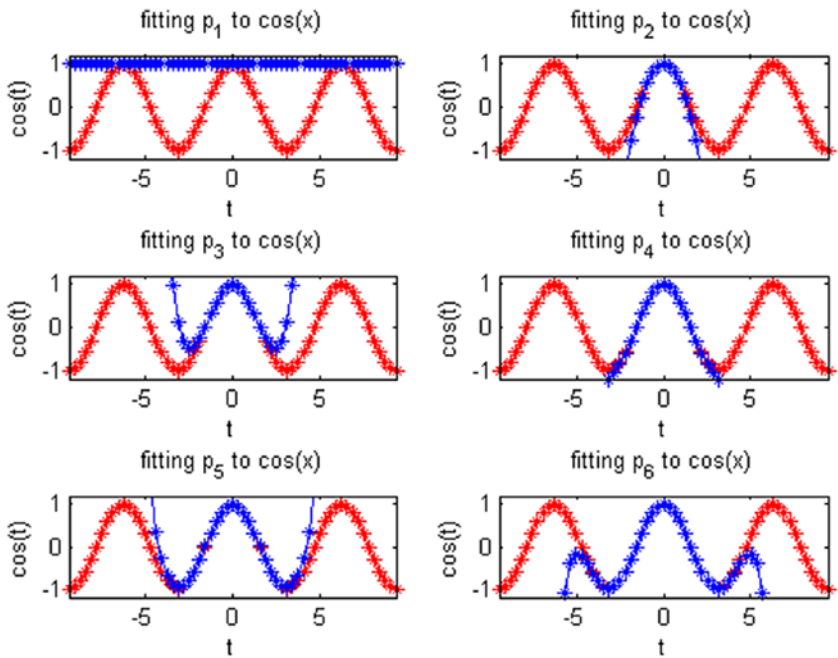 fitting p1 to cos(x)
fitting p2 to cos(x)
cos(t)
1
0
-1
-5
0
5
t
cos(t)
1
0
-1
-5
0
5
t
fitting p3 to cos(x)
fitting p4 to cos(x)
cos(t)
1
0
-1
-5
0
5
t
cos(t)
1
0
-1
-5
0
5
t
fitting p5 to cos(x)
fitting p6 to cos(x)
cos(t)
1
0
-1
-5
0
5
t
cos(t)
1
0
-1
-5
0
5
t